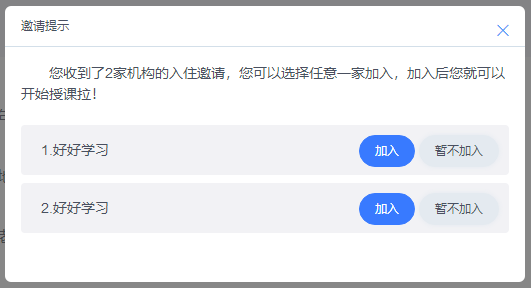 邀请提示
您收到了2家机构的入住邀请，您可以选择任意一家加入，加入后您就可以
开始授课拉！
1.好好学习 加入 暂不加入
2.好好学习 加入 暂不加入